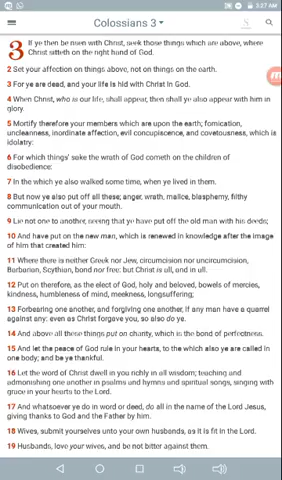 3:27 AM
Colossians 3
3 If ye then be risen with Christ, seek those things which are above, where
Christ sitteth on the right hand of God.
2 Set your affection on things above, not on things on the earth.
3 For ye are dead, and your life is hid with Christ in God.
4 When Christ, who is our life, shall appear, then shall ye also appear with him in
glory.
5 Mortify therefore your members which are upon the earth; fornication,
uncleanness, inordinate affection, evil concupiscence, and covetousness, which is
idolatry:
6 For which things' sake the wrath of God cometh on the children of
disobedience:
7 In the which ye also walked some time, when ye lived in them.
8 But now ye also put off all these; anger, wrath, malice, blasphemy, filthy
communication out of your mouth.
9 Lie not one to another, seeing that ye have put off the old man with his deeds;
10 And have put on the new man, which is renewed in knowledge after the image
of him that created him:
11 Where there is neither Greek nor Jew, circumcision nor uncircumcision,
Barbarian, Scythian, bond nor free: but Christ is all, and in all.
12 Put on therefore, as the elect of God, holy and beloved, bowels of mercies,
kindness, humbleness of mind, meekness, longsuffering;
13 Forbearing one another, and forgiving one another, if any man have a quarrel
against any: even as Christ forgave you, so also do ye.
14 And above all these things put on charity, which is the bond of perfectness.
15 And let the peace of God rule in your hearts, to the which also ye are called in
one body; and be ye thankful.
16 Let the word of Christ dwell in you richly in all wisdom; teaching and
admonishing one another in psalms and hymns and spiritual songs, singing with
grace in your hearts to the Lord.
17 And whatsoever ye do in word or deed, do all in the name of the Lord Jesus,
giving thanks to God and the Father by him.
18 Wives, submit yourselves unto your own husbands, as it is fit in the Lord.
19 Husbands, love your wives, and be not bitter against them.